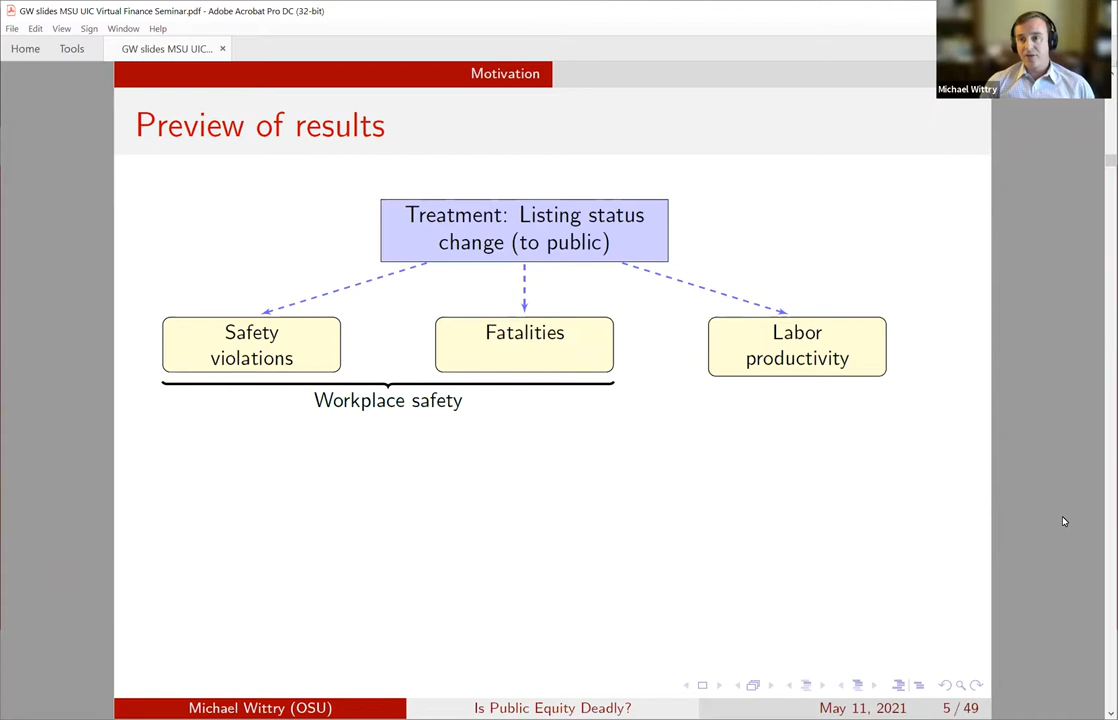 GW slides MSU UIC Virtual Finance Seminar.pdf - Adobe Acrobat Pro DC (32-bit)
File Edit View Sign Window Help
Home Tools GW slides MSU UIC... ×
Michael Wittry
Motivation
Preview of results
Treatment: Listing status
change (to public)
Safety
violations
Fatalities
Labor
productivity
Workplace safety
Michael Wittry (OSU) Is Public Equity Deadly? May 11, 2021 5 / 49